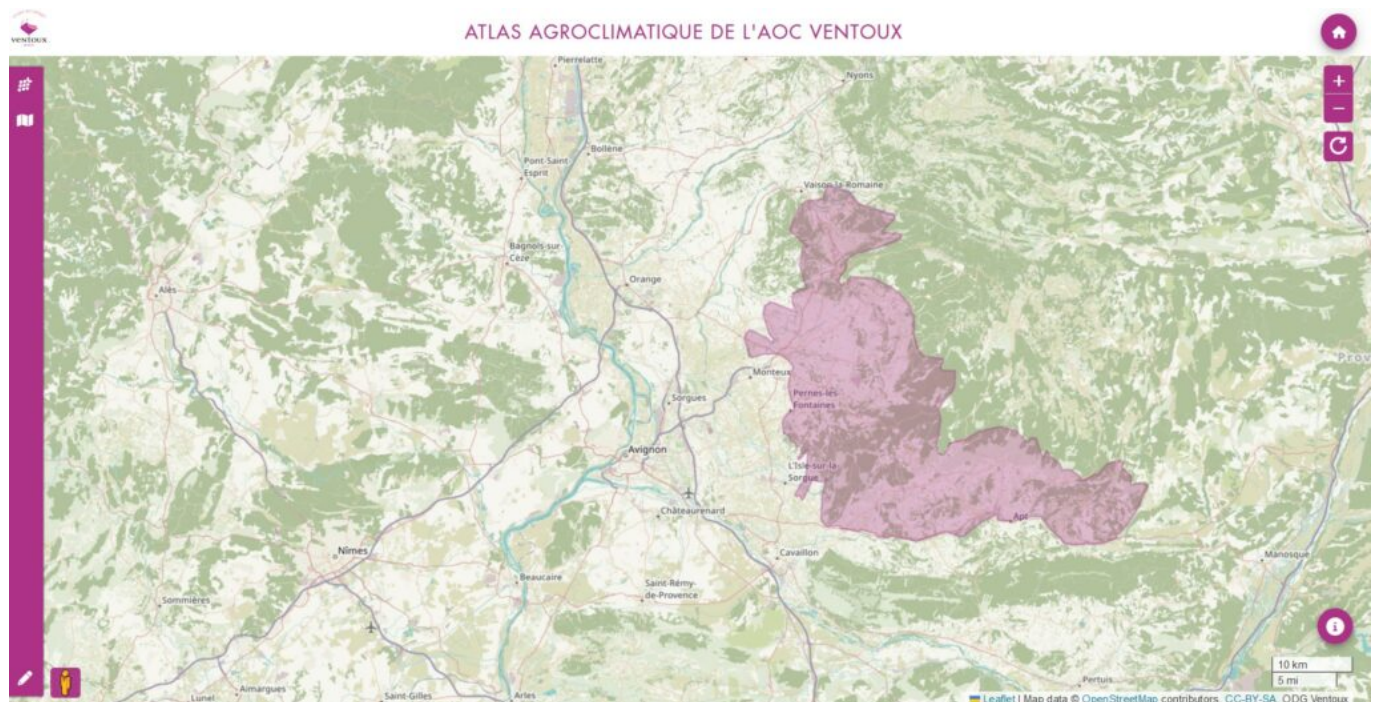 VENTOUX
ATLAS AGROCLIMATIQUE DE L'AOC VENTOUX
Pierrelatte
Nyons
+
−
Bollène
Pont-Saint
Esprit
Vaison-la-Romaine
Bagnols-sur-
Cèze
Orange
Alès
Prov
Monteux
Pernes-les
Fontaines
Sorgues
Avignon
L'Isle-sur-la
Sorgue
Châteaurenard
Apt
Nîmes
Cavaillon
Manosque
Beaucaire
Saint-Rémy-
de-Provence
Sommières
10 km
5 mi
Pertuis
Aimargues
Lunel
Saint-Gilles
Arles
Leaflet | Map data © OpenStreetMap contributors, CC-BY-SA, ODG Ventoux